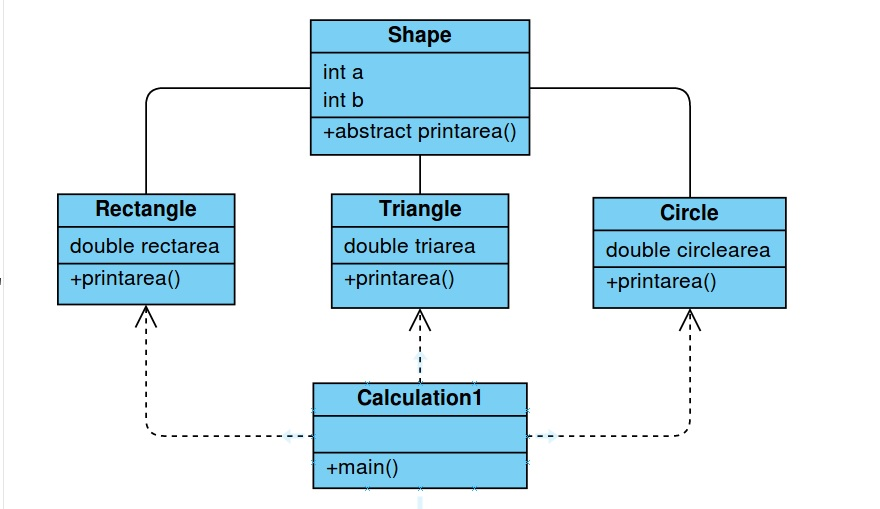 Shape
int a
int b
+abstract printarea()
Rectangle
double rectarea
+printarea()
Triangle
double triarea
+printarea()
Circle
double circlearea
+printarea()
Calculation1
+main()